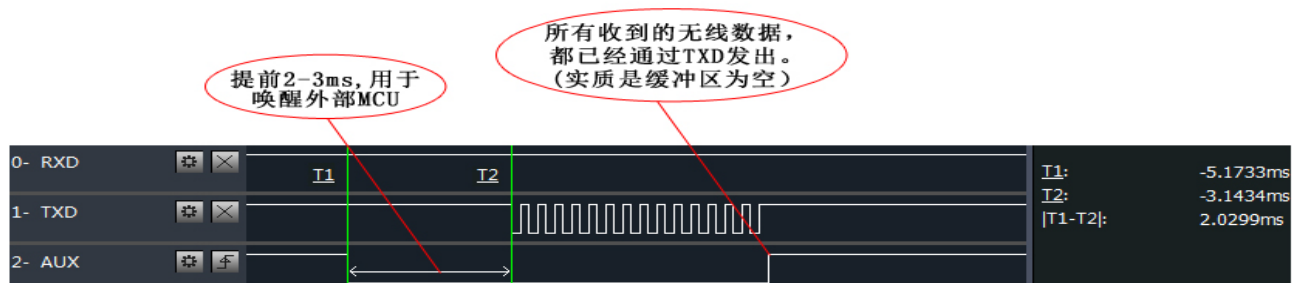 所有收到的无线数据，
都已经通过TXD发出。
(实质是缓冲区为空)
提前2-3ms,用于
唤醒外部MCU
0- RXD
T1
T2
T1: -5.1733ms
T2: -3.1434ms
|T1-T2|: 2.0299ms
1- TXD
2- AUX